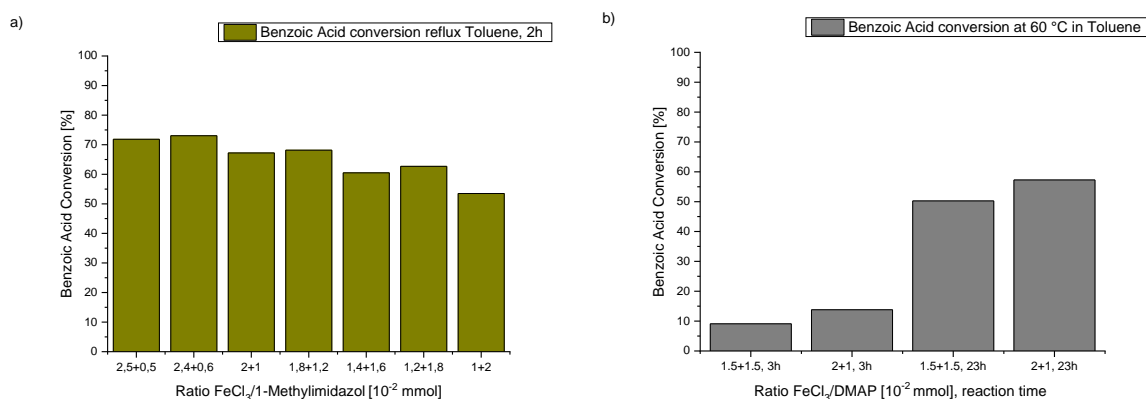 a)
Benzoic Acid conversion reflux Toluene, 2h
100
90
80
70
60
50
40
30
20
10
0
Benzoic Acid Conversion [%]
2,5+0,5 2,4+0,6 2+1 1,8+1,2 1,4+1,6 1,2+1,8 1+2
Ratio FeCl3/1-Methylimidazol [10-2 mmol]
b)
Benzoic Acid conversion at 60 °C in Toluene
100
90
80
70
60
50
40
30
20
10
0
Benzoic Acid Conversion [%]
1.5+1.5, 3h 2+1, 3h 1.5+1.5, 23h 2+1, 23h
Ratio FeCl3/DMAP [10-2 mmol], reaction time